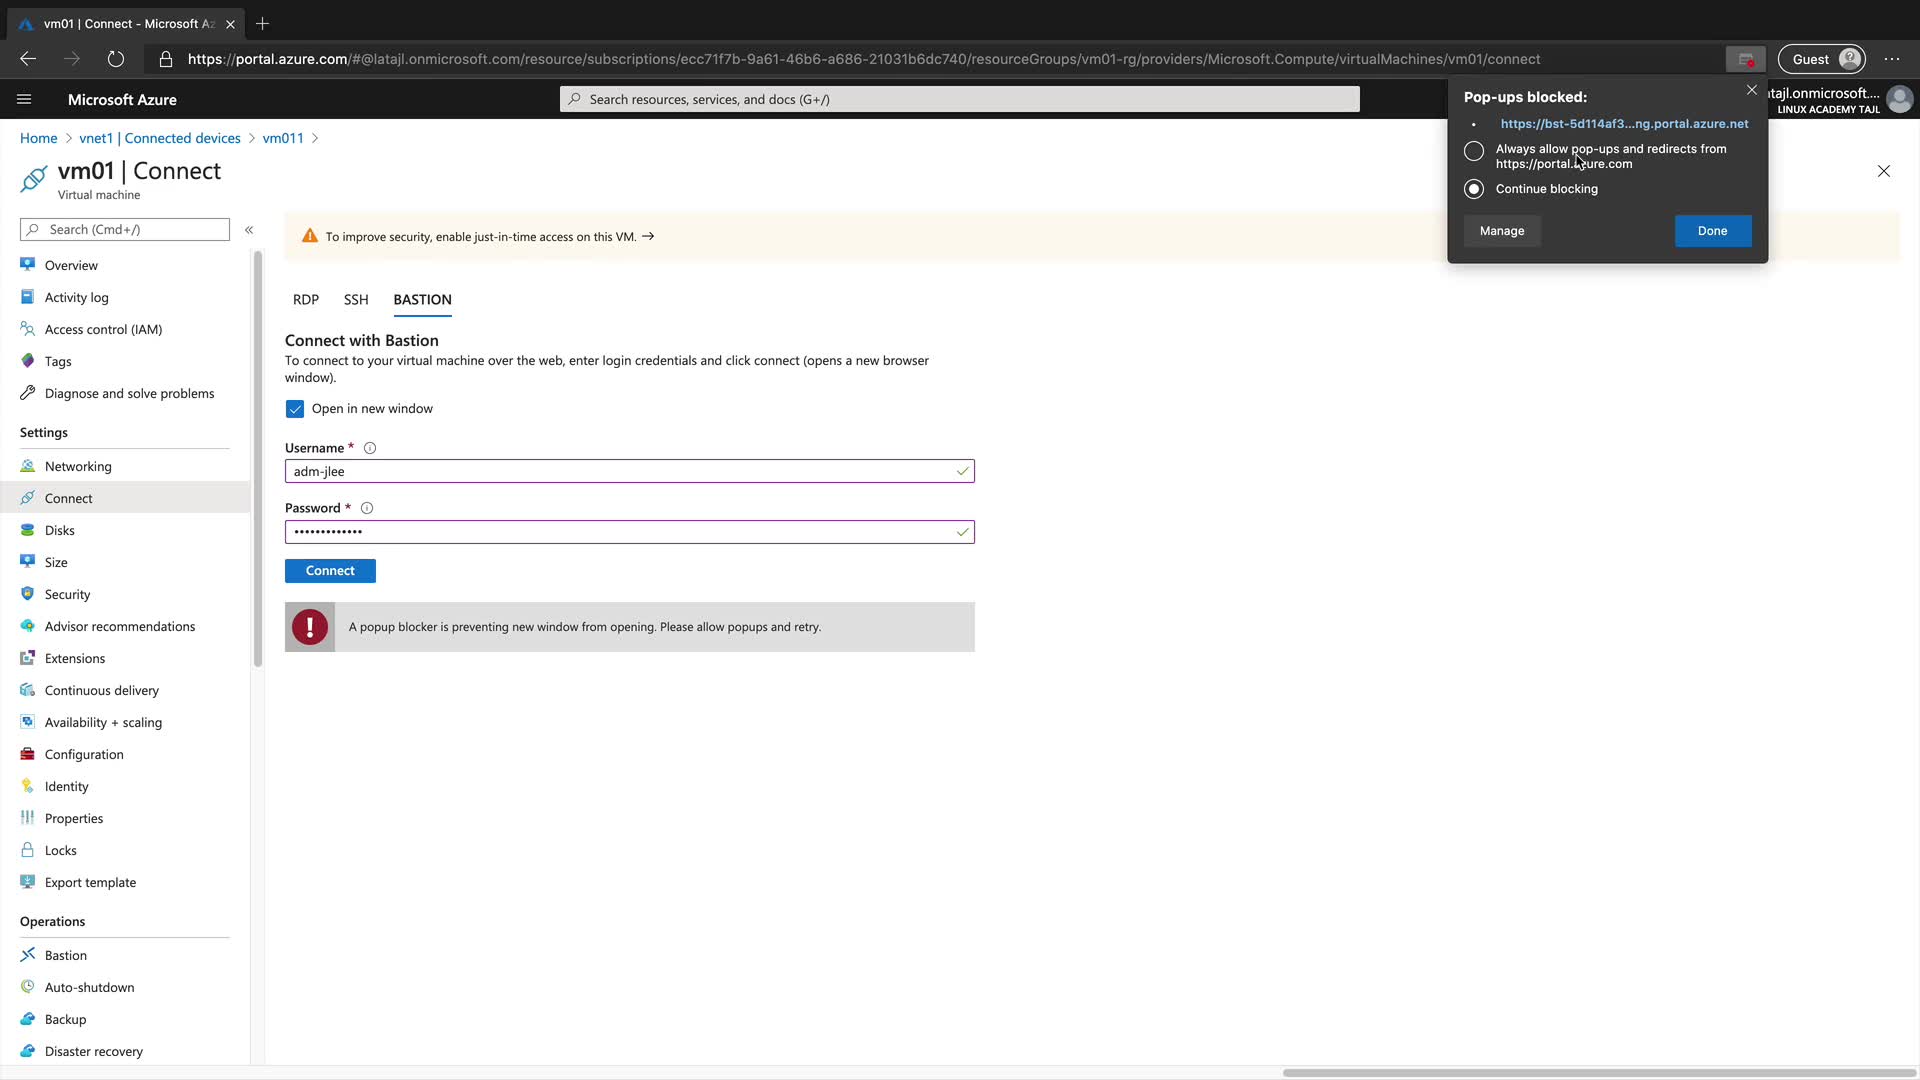 vm01 | Connect - Microsoft Az
https://portal.azure.com/#@latajl.onmicrosoft.com/resource/subscriptions/ecc71f7b-9a61-46b6-a686-21031b6dc740/resourceGroups/vm01-rg/providers/Microsoft.Compute/virtualMachines/vm01/connect
Guest
Microsoft Azure
Search resources, services, and docs (G+/)
tajl.onmicrosoft....
LINUX ACADEMY TAJL
Pop-ups blocked:
• https://bst-5d114af3...ng.portal.azure.net
Always allow pop-ups and redirects from
https://portal.azure.com
Continue blocking
Manage
Done
Home > vnet1 | Connected devices > vm011 >
vm01 | Connect
Virtual machine
Search (Cmd+/)
«
Overview
Activity log
Access control (IAM)
Tags
Diagnose and solve problems
Settings
Networking
Connect
Disks
Size
Security
Advisor recommendations
Extensions
Continuous delivery
Availability + scaling
Configuration
Identity
Properties
Locks
Export template
Operations
Bastion
Auto-shutdown
Backup
Disaster recovery
To improve security, enable just-in-time access on this VM. →
RDP SSH BASTION
Connect with Bastion
To connect to your virtual machine over the web, enter login credentials and click connect (opens a new browser
window).
Open in new window
Username *
adm-jlee
Password *
•••••••••••••
Connect
A popup blocker is preventing new window from opening. Please allow popups and retry.